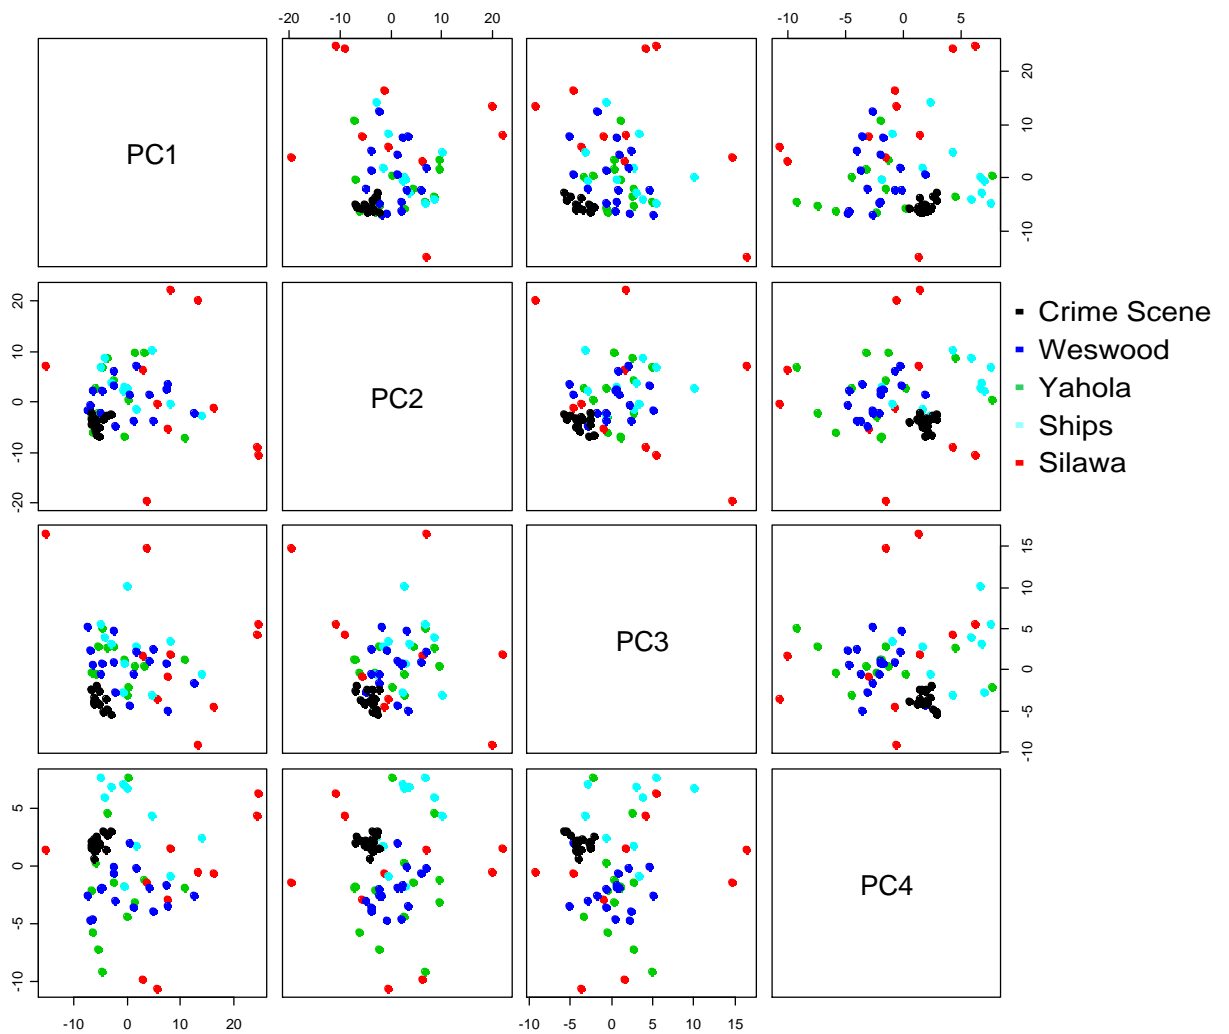 -20 -10 0 10 20 -10 -5 0 5
PC1
-10 0 10 20
-20 -10 0 10 20
PC2
Crime Scene
Weswood
Yahola
Ships
Silawa
PC3
-10 -5 0 5 10 15
-10 -5 0 5
PC4
-10 0 10 20 -10 -5 0 5 10 15